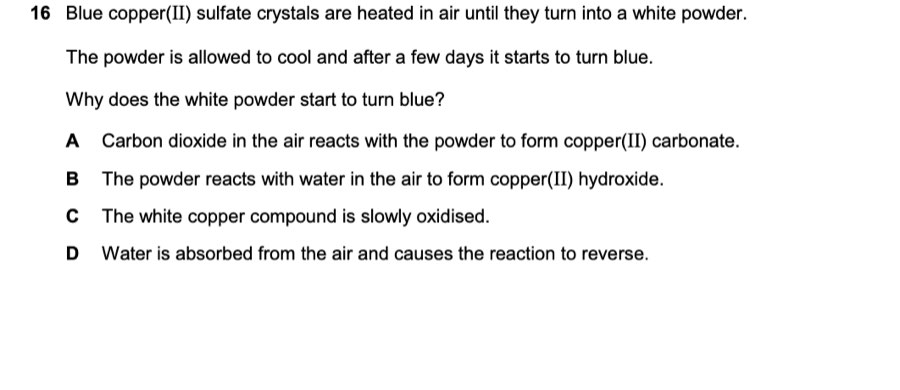 16 Blue copper(II) sulfate crystals are heated in air until they turn into a white powder.
The powder is allowed to cool and after a few days it starts to turn blue.
Why does the white powder start to turn blue?
A Carbon dioxide in the air reacts with the powder to form copper(II) carbonate.
B The powder reacts with water in the air to form copper(II) hydroxide.
C The white copper compound is slowly oxidised.
D Water is absorbed from the air and causes the reaction to reverse.